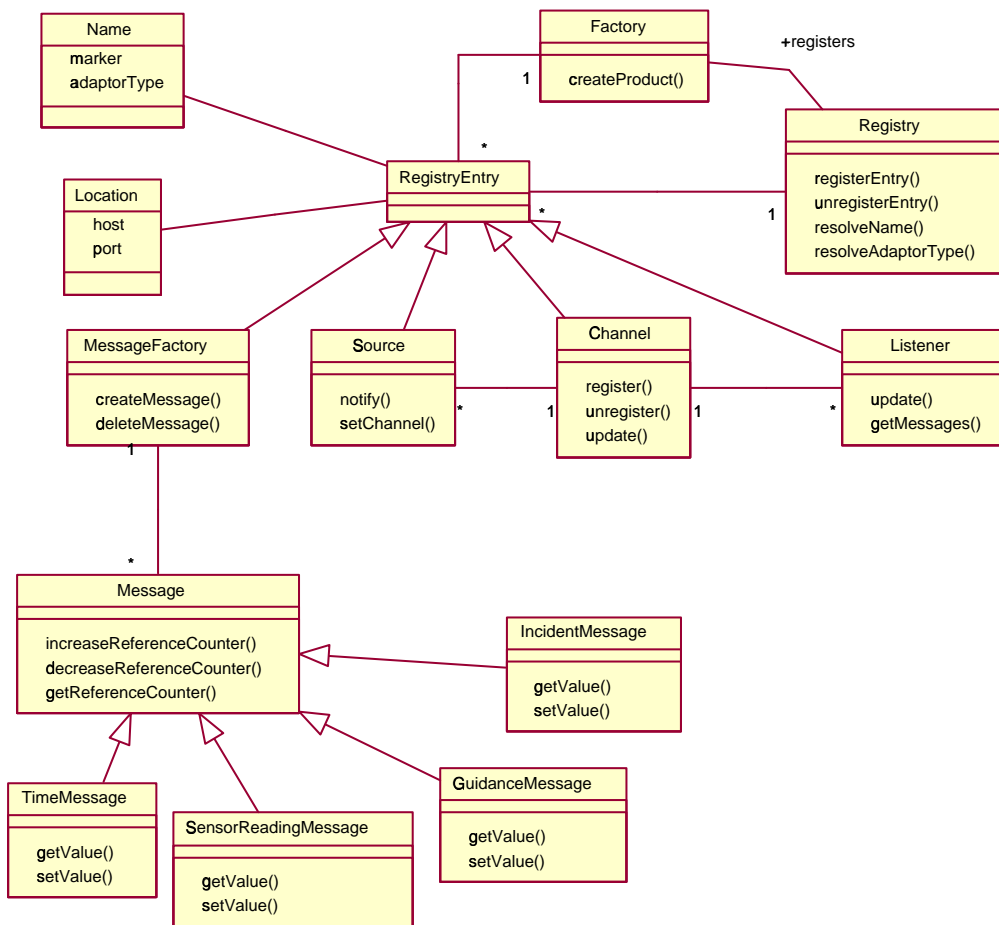 Name
marker
adaptorType
Factory
createProduct()
+registers
1
*
Registry
registerEntry()
unregisterEntry()
resolveName()
resolveAdaptorType()
RegistryEntry
*
1
Location
host
port
MessageFactory
createMessage()
deleteMessage()
1
Source
notify()
setChannel()
*
1
Channel
register()
unregister()
update()
1
*
Listener
update()
getMessages()
*
Message
increaseReferenceCounter()
decreaseReferenceCounter()
getReferenceCounter()
IncidentMessage
getValue()
setValue()
TimeMessage
getValue()
setValue()
SensorReadingMessage
getValue()
setValue()
GuidanceMessage
getValue()
setValue()